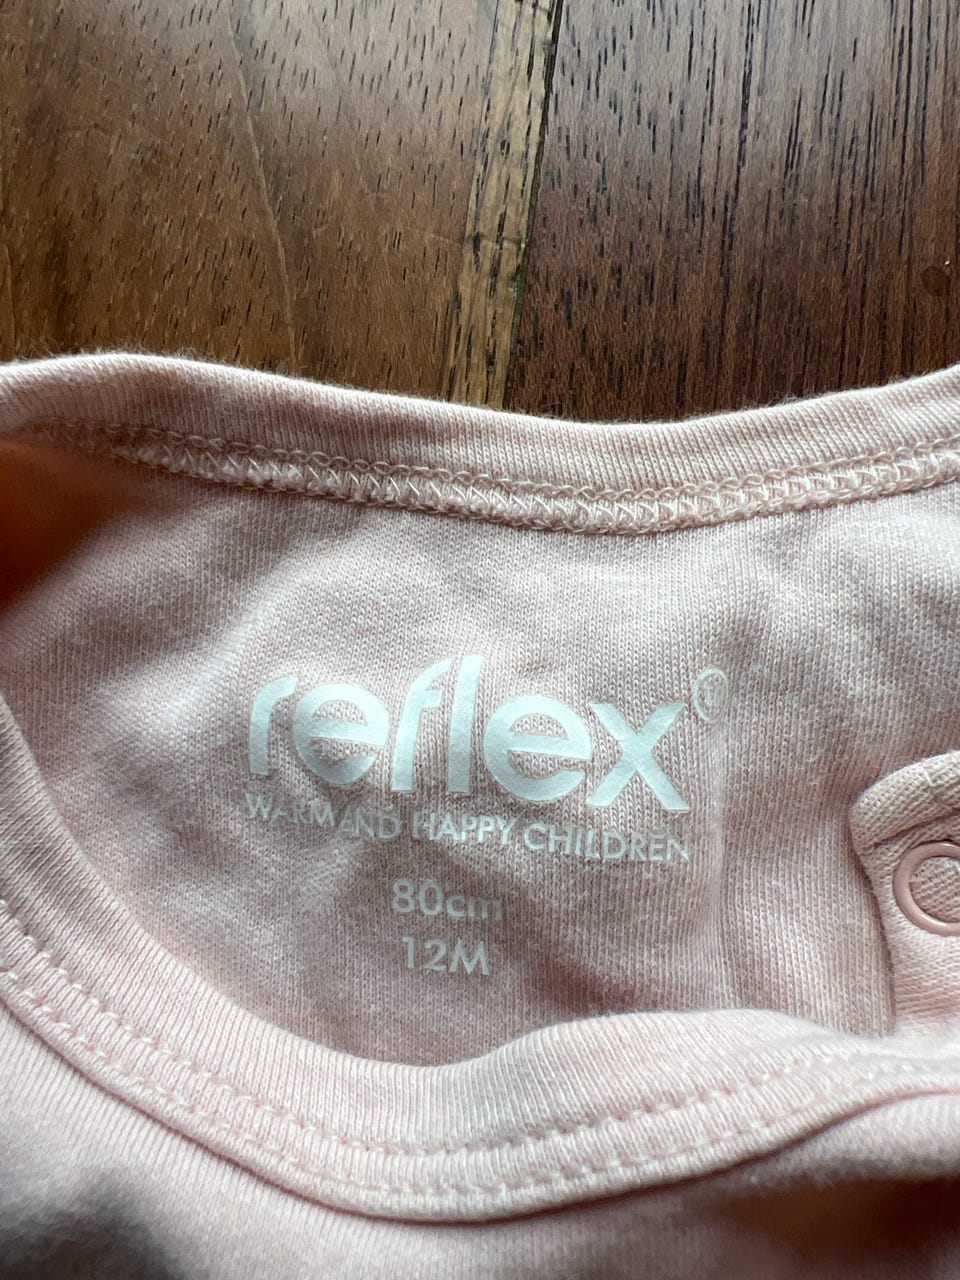 reflex®
WARM AND HAPPY CHILDREN
80cm
12M